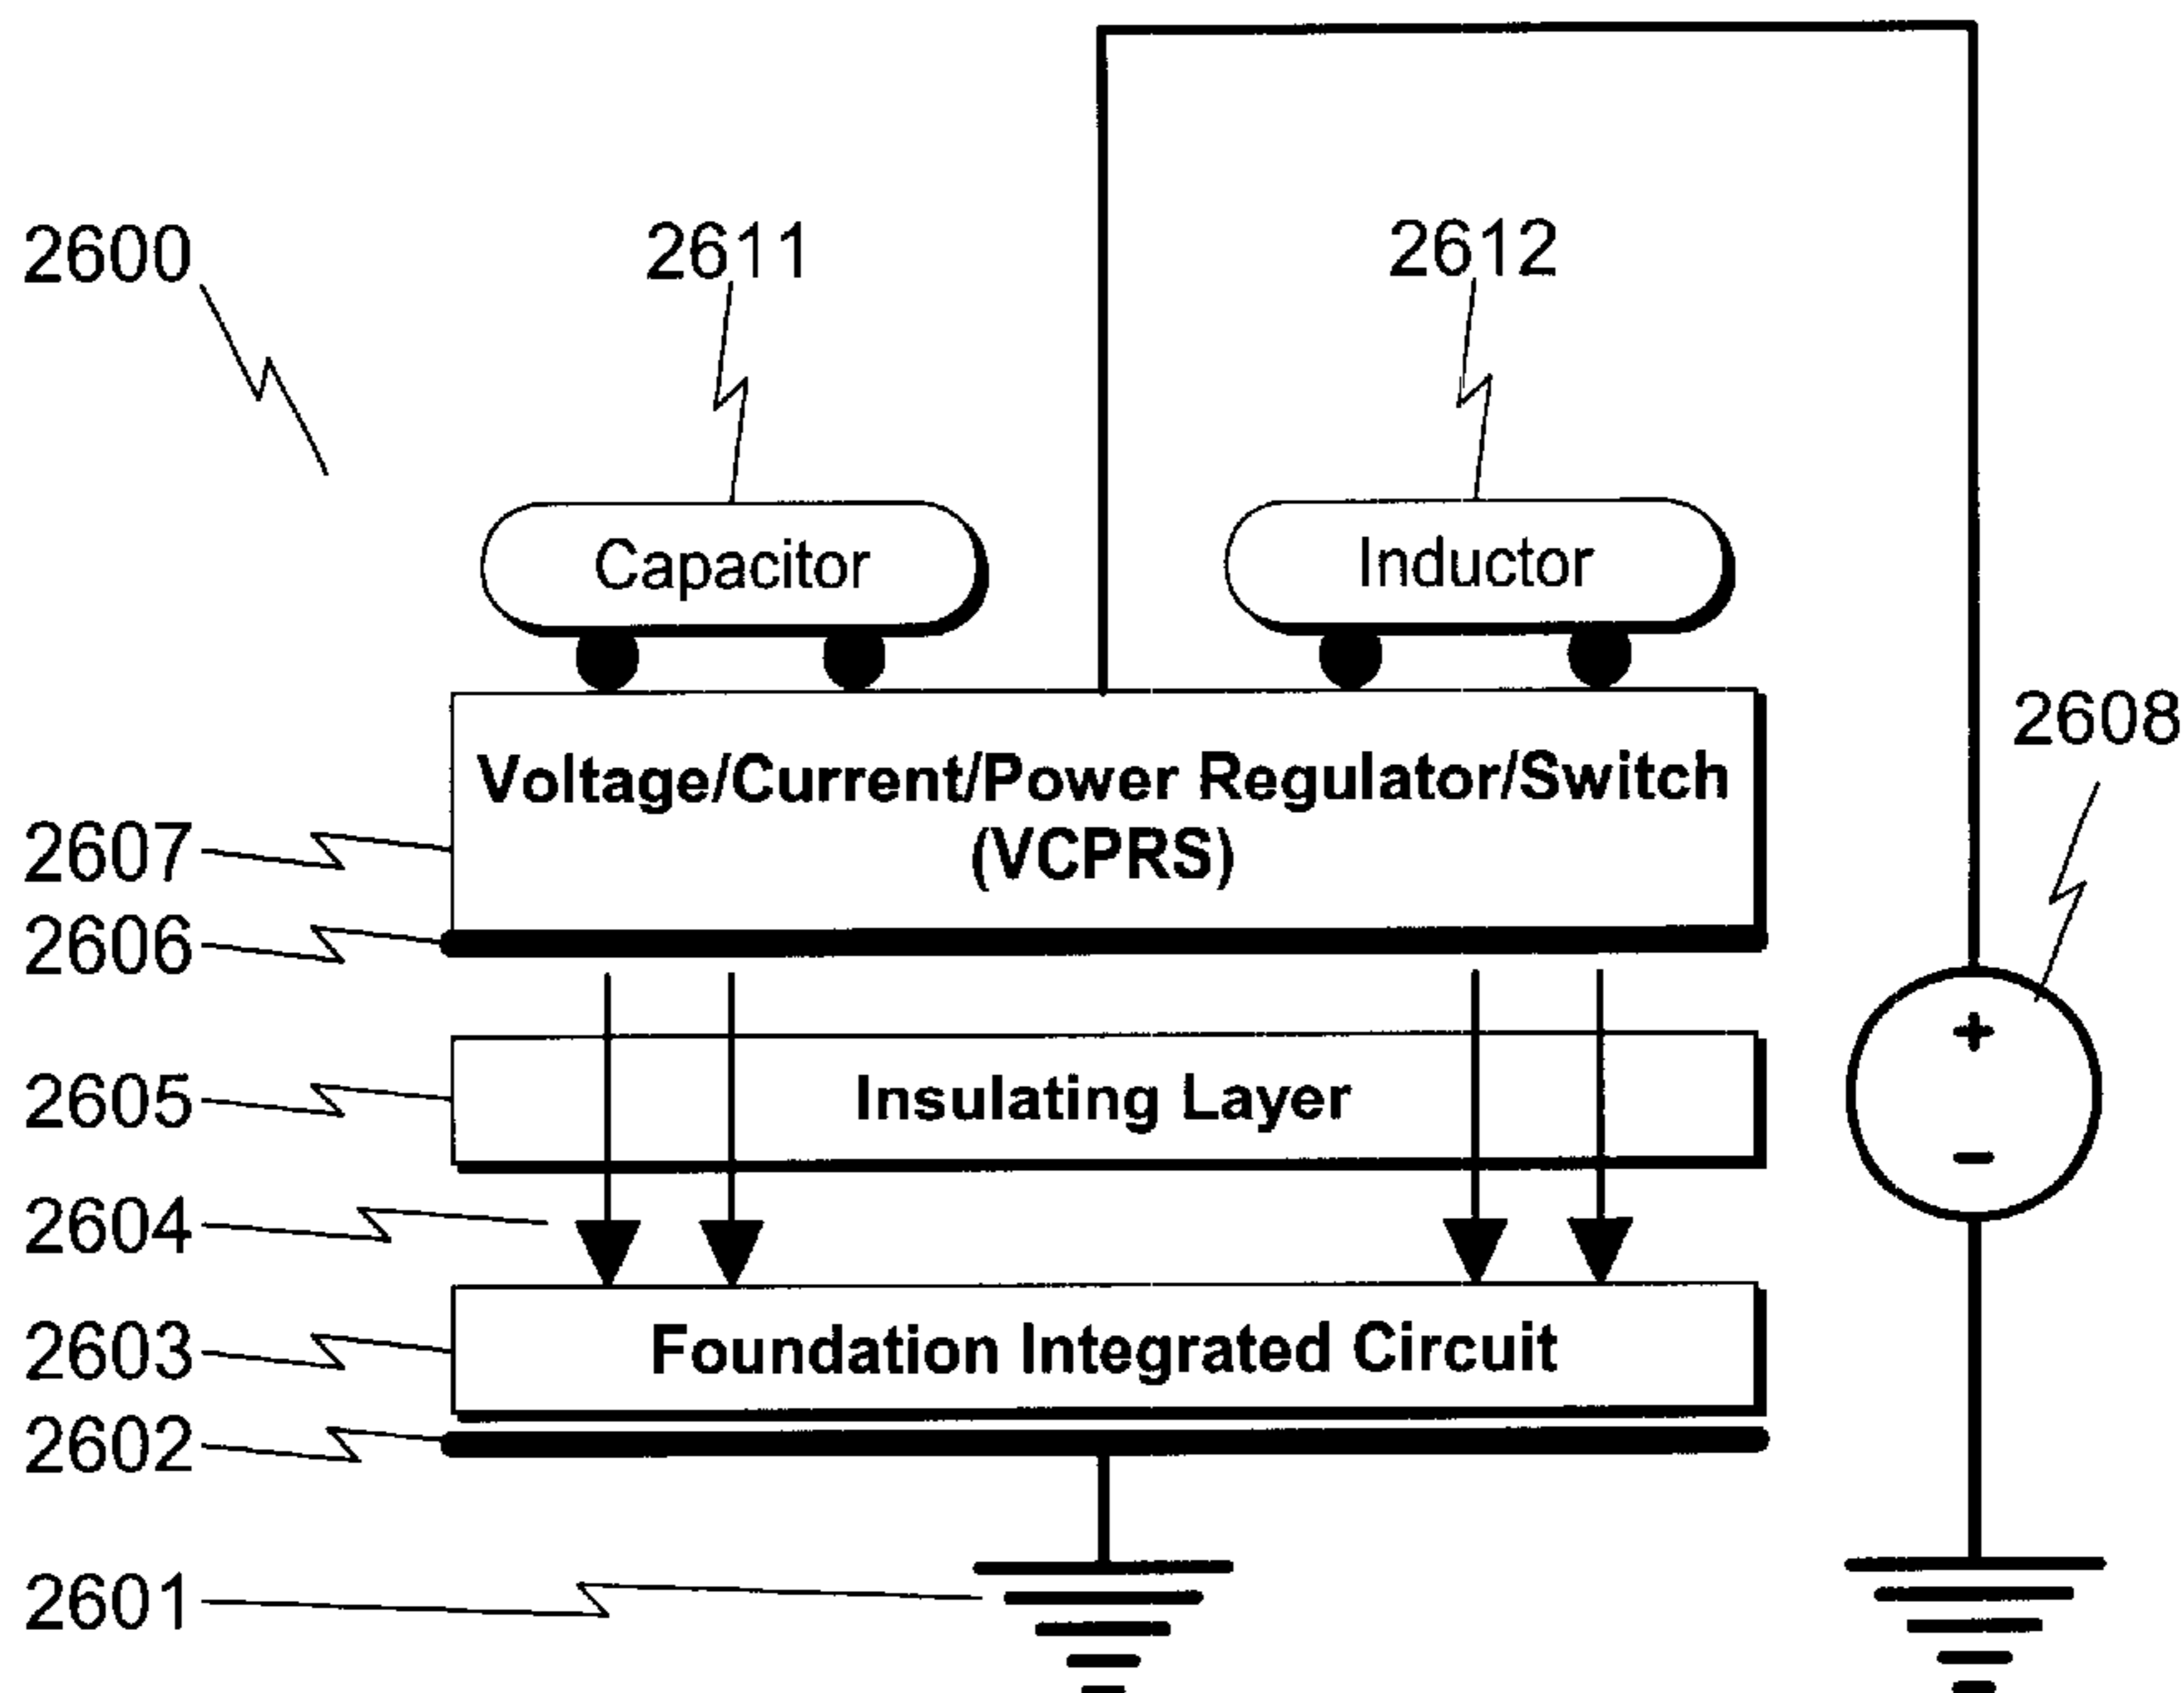 2600
2611
2612
Capacitor
Inductor
2608
Voltage/Current/Power Regulator/Switch
(VCPRS)
2607
2606
2605
Insulating Layer
2604
2603
Foundation Integrated Circuit
2602
2601
+
−